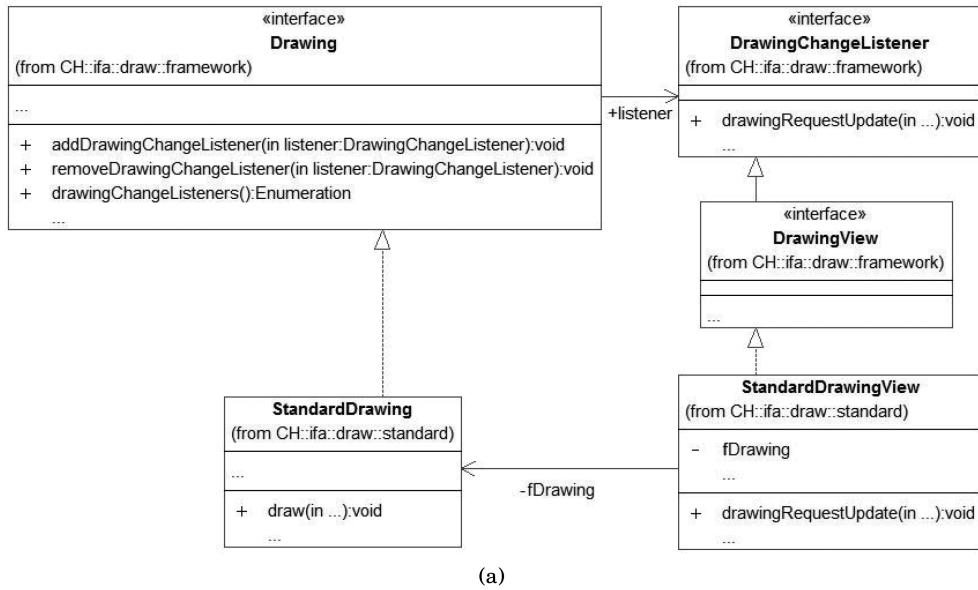 «interface»
Drawing
(from CH::ifa::draw::framework)
...
+ addDrawingChangeListener(in listener:DrawingChangeListener):void
+ removeDrawingChangeListener(in listener:DrawingChangeListener):void
+ drawingChangeListeners():Enumeration
...
+listener
«interface»
DrawingChangeListener
(from CH::ifa::draw::framework)
+ drawingRequestUpdate(in ...):void
...
«interface»
DrawingView
(from CH::ifa::draw::framework)
...
StandardDrawing
(from CH::ifa::draw::standard)
...
+ draw(in ...):void
...
-fDrawing
StandardDrawingView
(from CH::ifa::draw::standard)
- fDrawing
...
+ drawingRequestUpdate(in ...):void
...
(a)